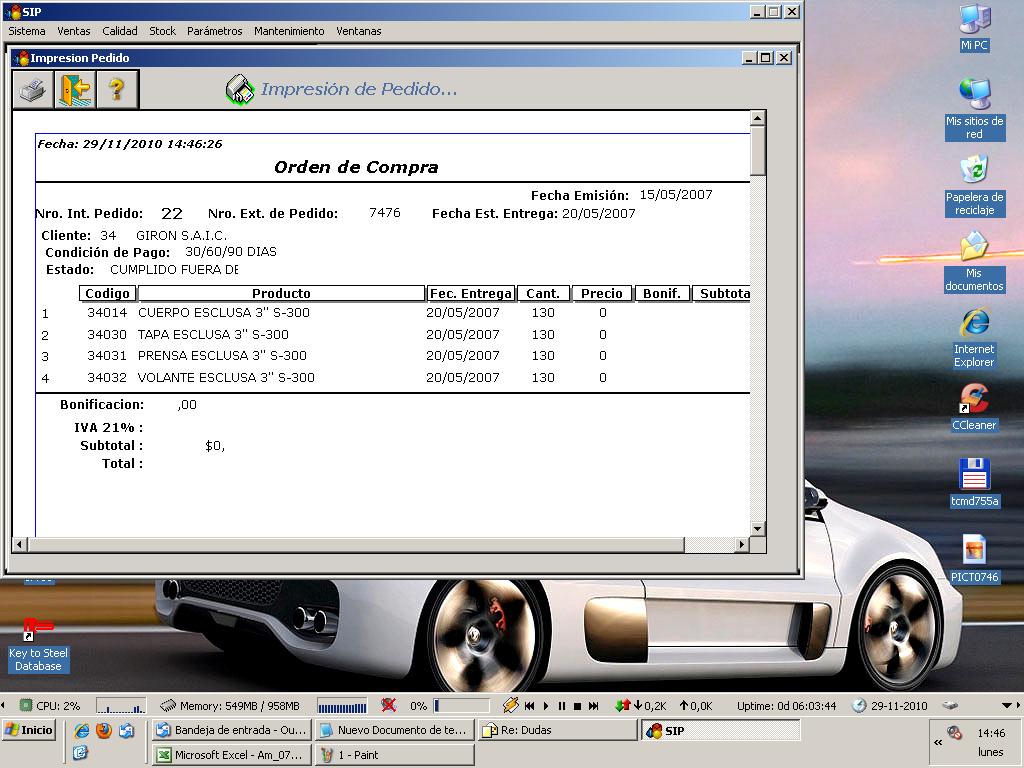 SIP
Sistema Ventas Calidad Stock Parámetros Mantenimiento Ventanas
Impresion Pedido
Impresión de Pedido...
Fecha: 29/11/2010 14:46:26
Orden de Compra
Fecha Emisión: 15/05/2007
Nro. Int. Pedido: 22 Nro. Ext. de Pedido: 7476 Fecha Est. Entrega: 20/05/2007
Cliente: 34 GIRON S.A.I.C.
Condición de Pago: 30/60/90 DIAS
Estado: CUMPLIDO FUERA DE
Codigo Producto Fec. Entrega Cant. Precio Bonif. Subtota
1 34014 CUERPO ESCLUSA 3" S-300 20/05/2007 130 0
2 34030 TAPA ESCLUSA 3" S-300 20/05/2007 130 0
3 34031 PRENSA ESCLUSA 3" S-300 20/05/2007 130 0
4 34032 VOLANTE ESCLUSA 3" S-300 20/05/2007 130 0
Bonificacion: ,00
IVA 21% :
Subtotal : $0,
Total :
Mi PC
Mis sitios de
red
Papelera de
reciclaje
Mis
documentos
Internet
Explorer
CCleaner
tcmd755a
PICT0746
Key to Steel
Database
CPU: 2% Memory: 549MB / 958MB 0% 0,2K 0,0K Uptime: 0d 06:03:44 29-11-2010
Inicio Bandeja de entrada - Ou... Nuevo Documento de te... Re: Dudas SIP
Microsoft Excel - Am_07... 1 - Paint
« 14:46
lunes